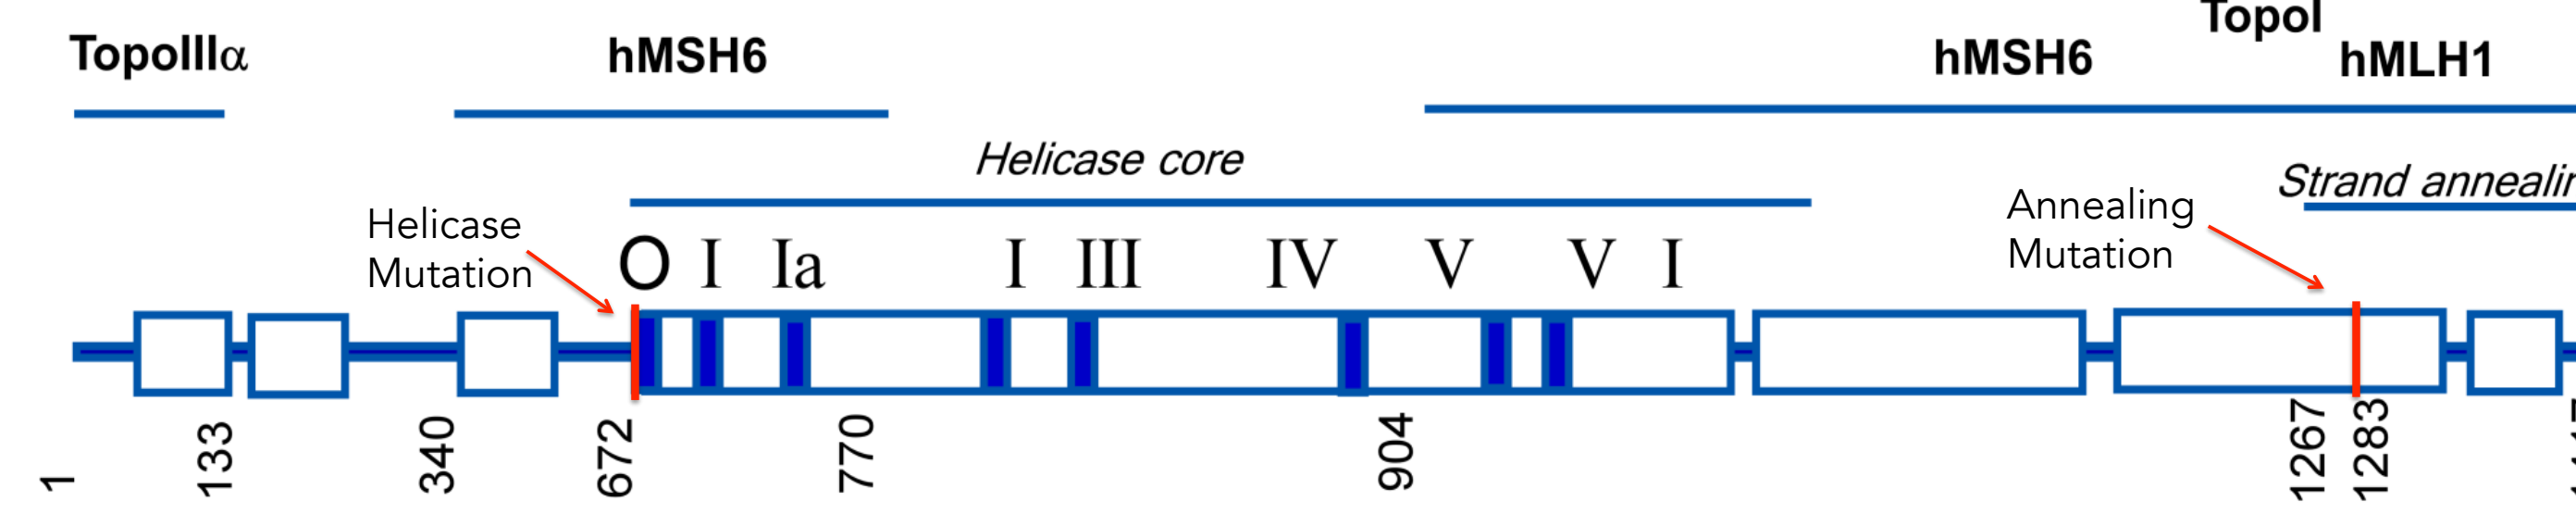 TopoIIIα
hMSH6
hMSH6
TopoI
hMLH1
Helicase core
Strand annealin
Helicase
Mutation
Annealing
Mutation
O I Ia I III IV V V I
1
133
340
672
770
904
1267
1283